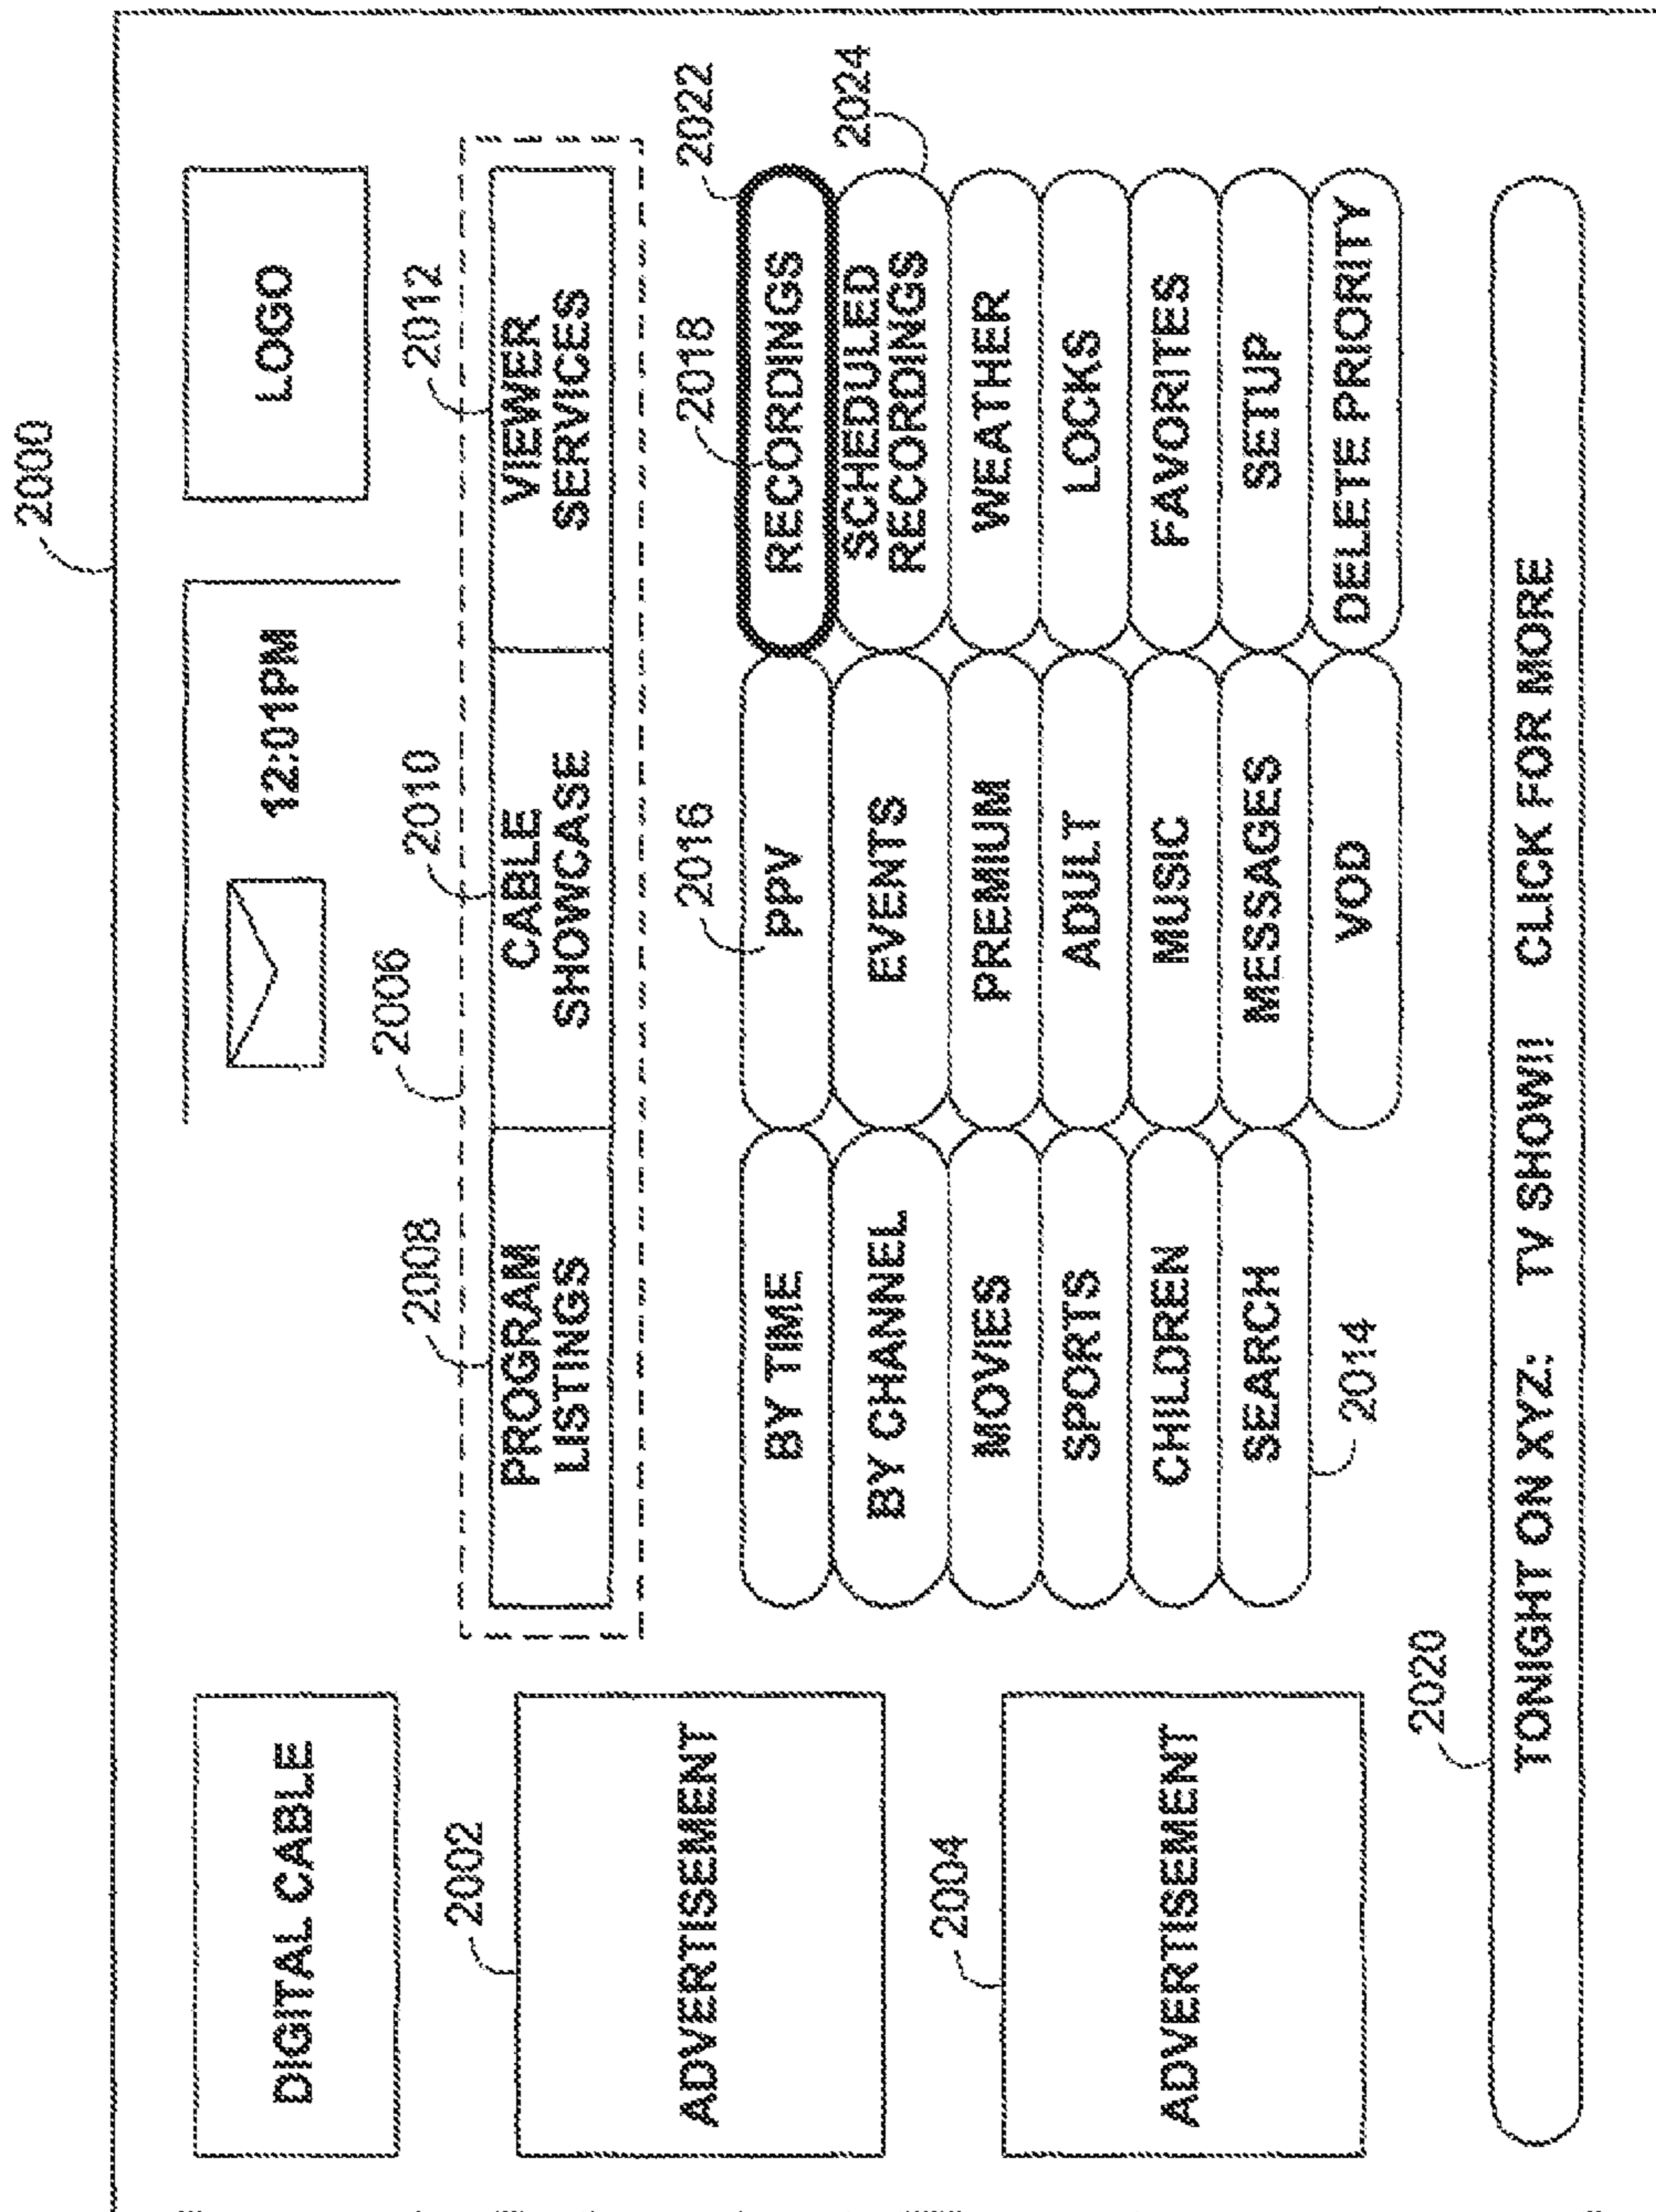 2000
DIGITAL CABLE
12:01PM
LOGO
2002
ADVERTISEMENT
2004
ADVERTISEMENT
2006
2008
2010
2012
PROGRAM
LISTINGS
CABLE
SHOWCASE
VIEWER
SERVICES
2016
2018
2022
BY TIME
PPV
RECORDINGS
2024
BY CHANNEL
EVENTS
SCHEDULED
RECORDINGS
MOVIES
PREMIUM
WEATHER
SPORTS
ADULT
LOCKS
CHILDREN
MUSIC
FAVORITES
SEARCH
MESSAGES
SETUP
2014
VOD
DELETE PRIORITY
2020
TONIGHT ON XYZ: TV SHOW!! CLICK FOR MORE